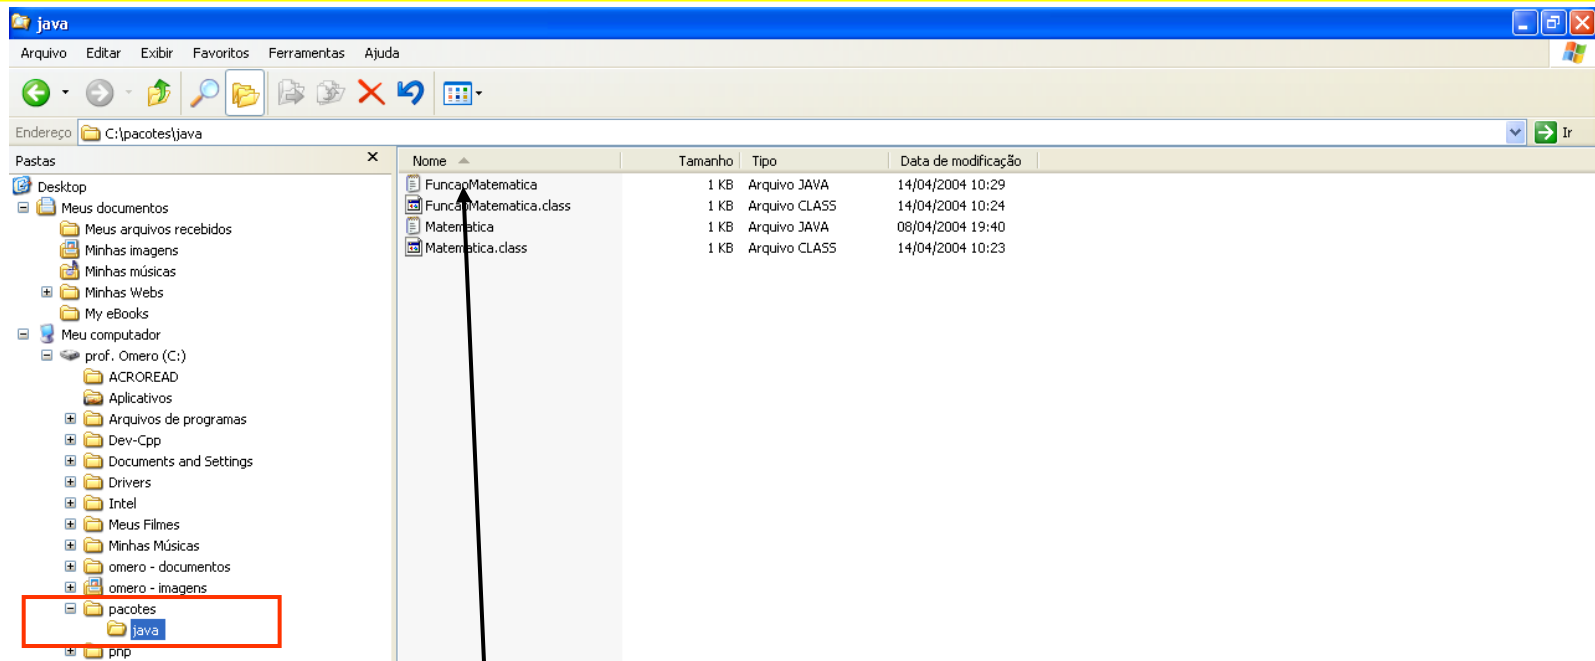 java
Arquivo Editar Exibir Favoritos Ferramentas Ajuda
Endereço C:\pacotes\java Ir
Pastas
Desktop
Meus documentos
Meus arquivos recebidos
Minhas imagens
Minhas músicas
Minhas Webs
My eBooks
Meu computador
prof. Omero (C:)
ACROREAD
Aplicativos
Arquivos de programas
Dev-Cpp
Documents and Settings
Drivers
Intel
Meus Filmes
Minhas Músicas
omero - documentos
omero - imagens
pacotes
java
pnp
Nome Tamanho Tipo Data de modificação
FuncaoMatematica 1 KB Arquivo JAVA 14/04/2004 10:29
FuncaoMatematica.class 1 KB Arquivo CLASS 14/04/2004 10:24
Matematica 1 KB Arquivo JAVA 08/04/2004 19:40
Matematica.class 1 KB Arquivo CLASS 14/04/2004 10:23